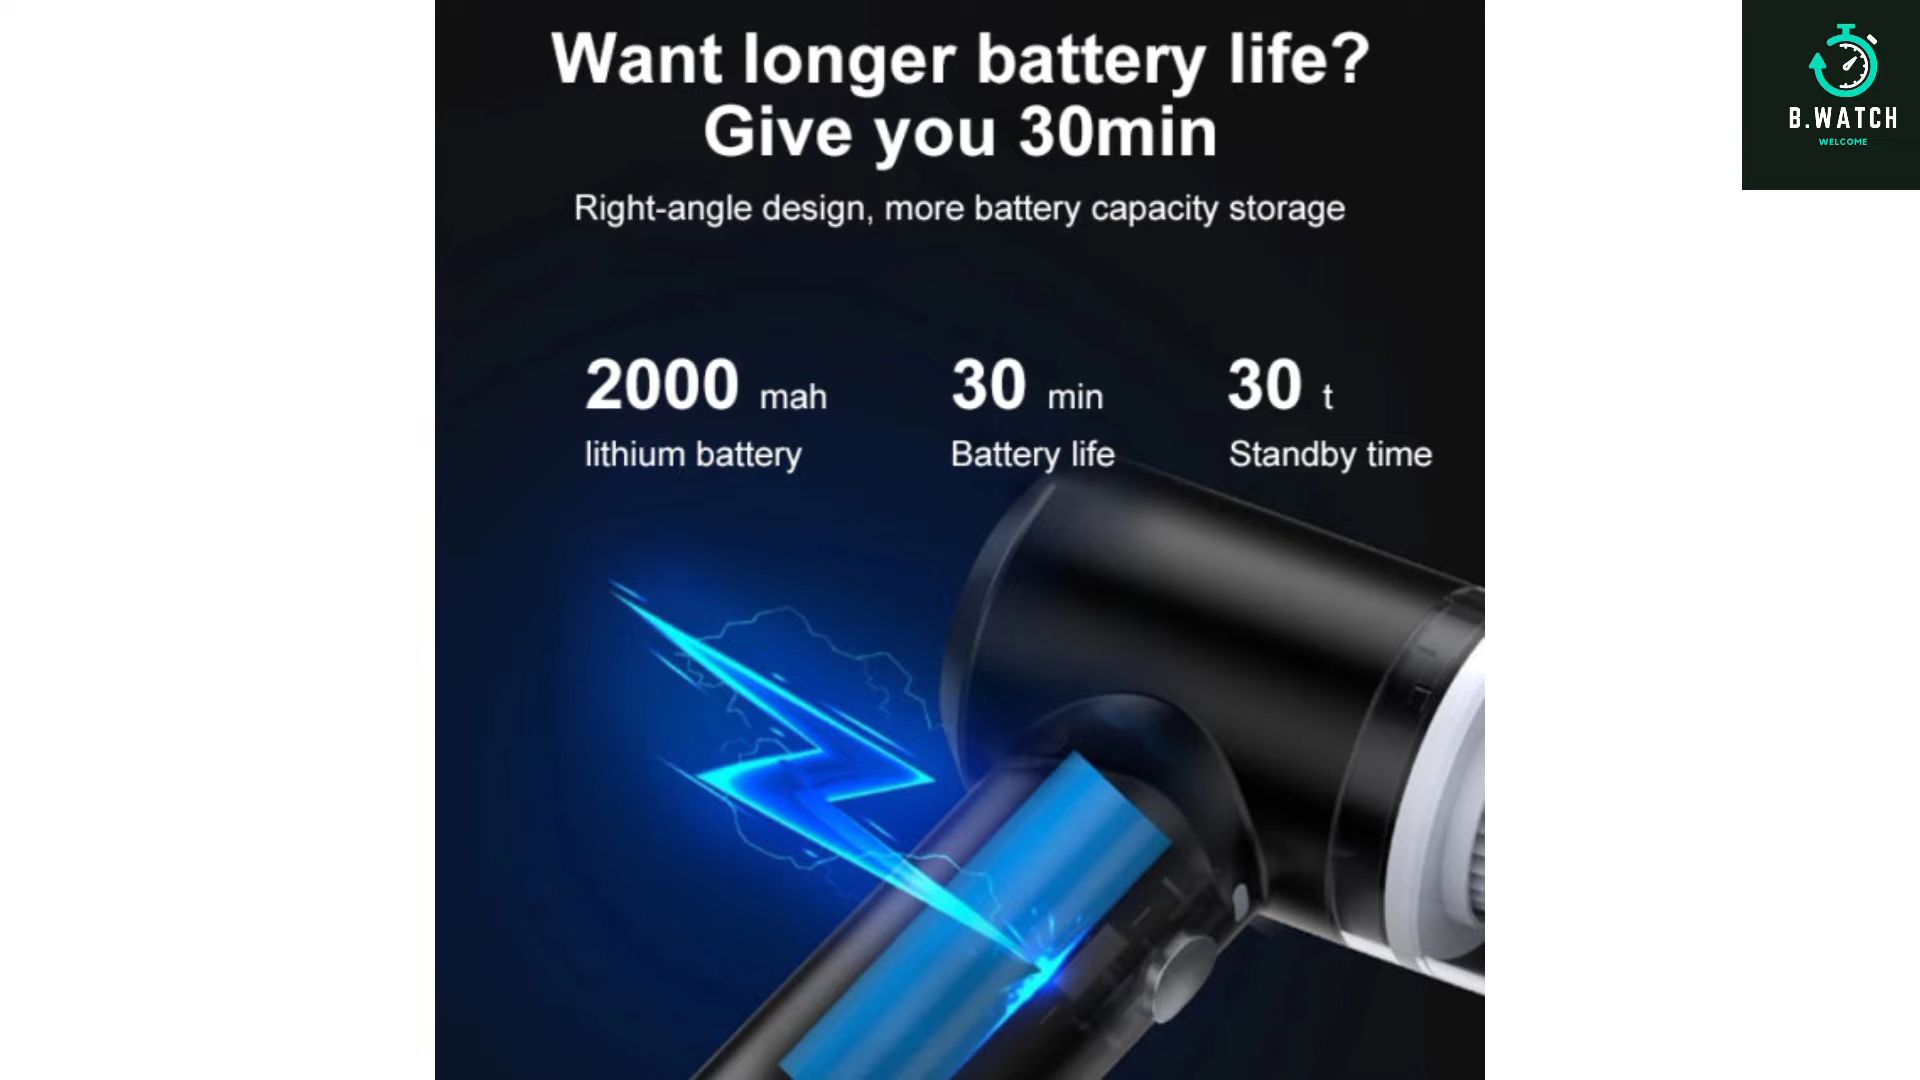 Want longer battery life?
Give you 30min
Right-angle design, more battery capacity storage
2000 mah
lithium battery
30 min
Battery life
30 t
Standby time
B.WATCH
WELCOME